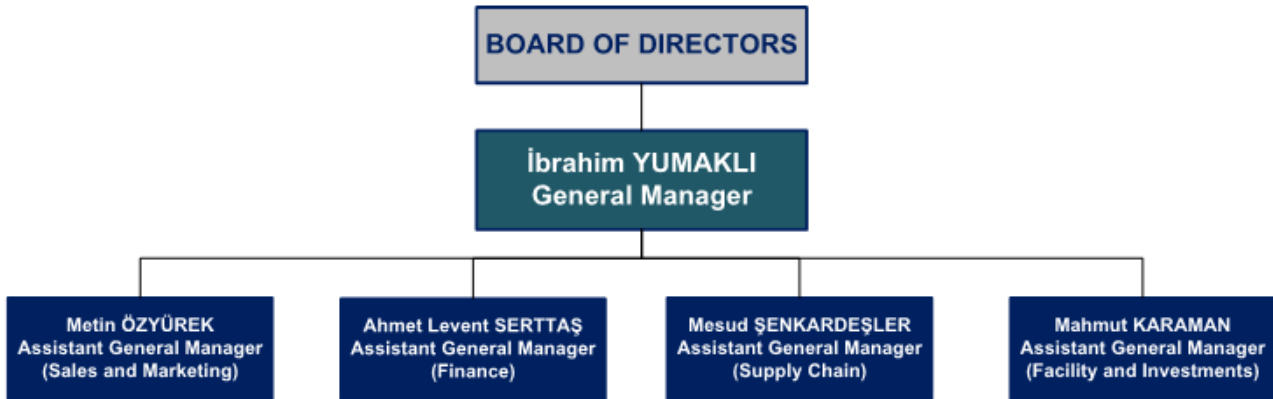 BOARD OF DIRECTORS
İbrahim YUMAKLI
General Manager
Metin ÖZYÜREK
Assistant General Manager
(Sales and Marketing)
Ahmet Levent SERTTAŞ
Assistant General Manager
(Finance)
Mesud ŞENKARDEŞLER
Assistant General Manager
(Supply Chain)
Mahmut KARAMAN
Assistant General Manager
(Facility and Investments)